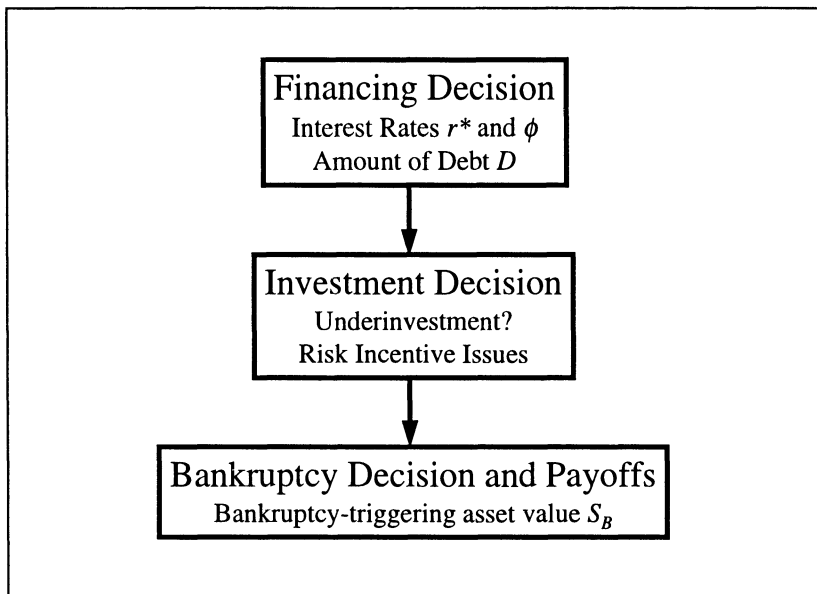 Financing Decision
Interest Rates r* and ϕ
Amount of Debt D
Investment Decision
Underinvestment?
Risk Incentive Issues
Bankruptcy Decision and Payoffs
Bankruptcy-triggering asset value S_B